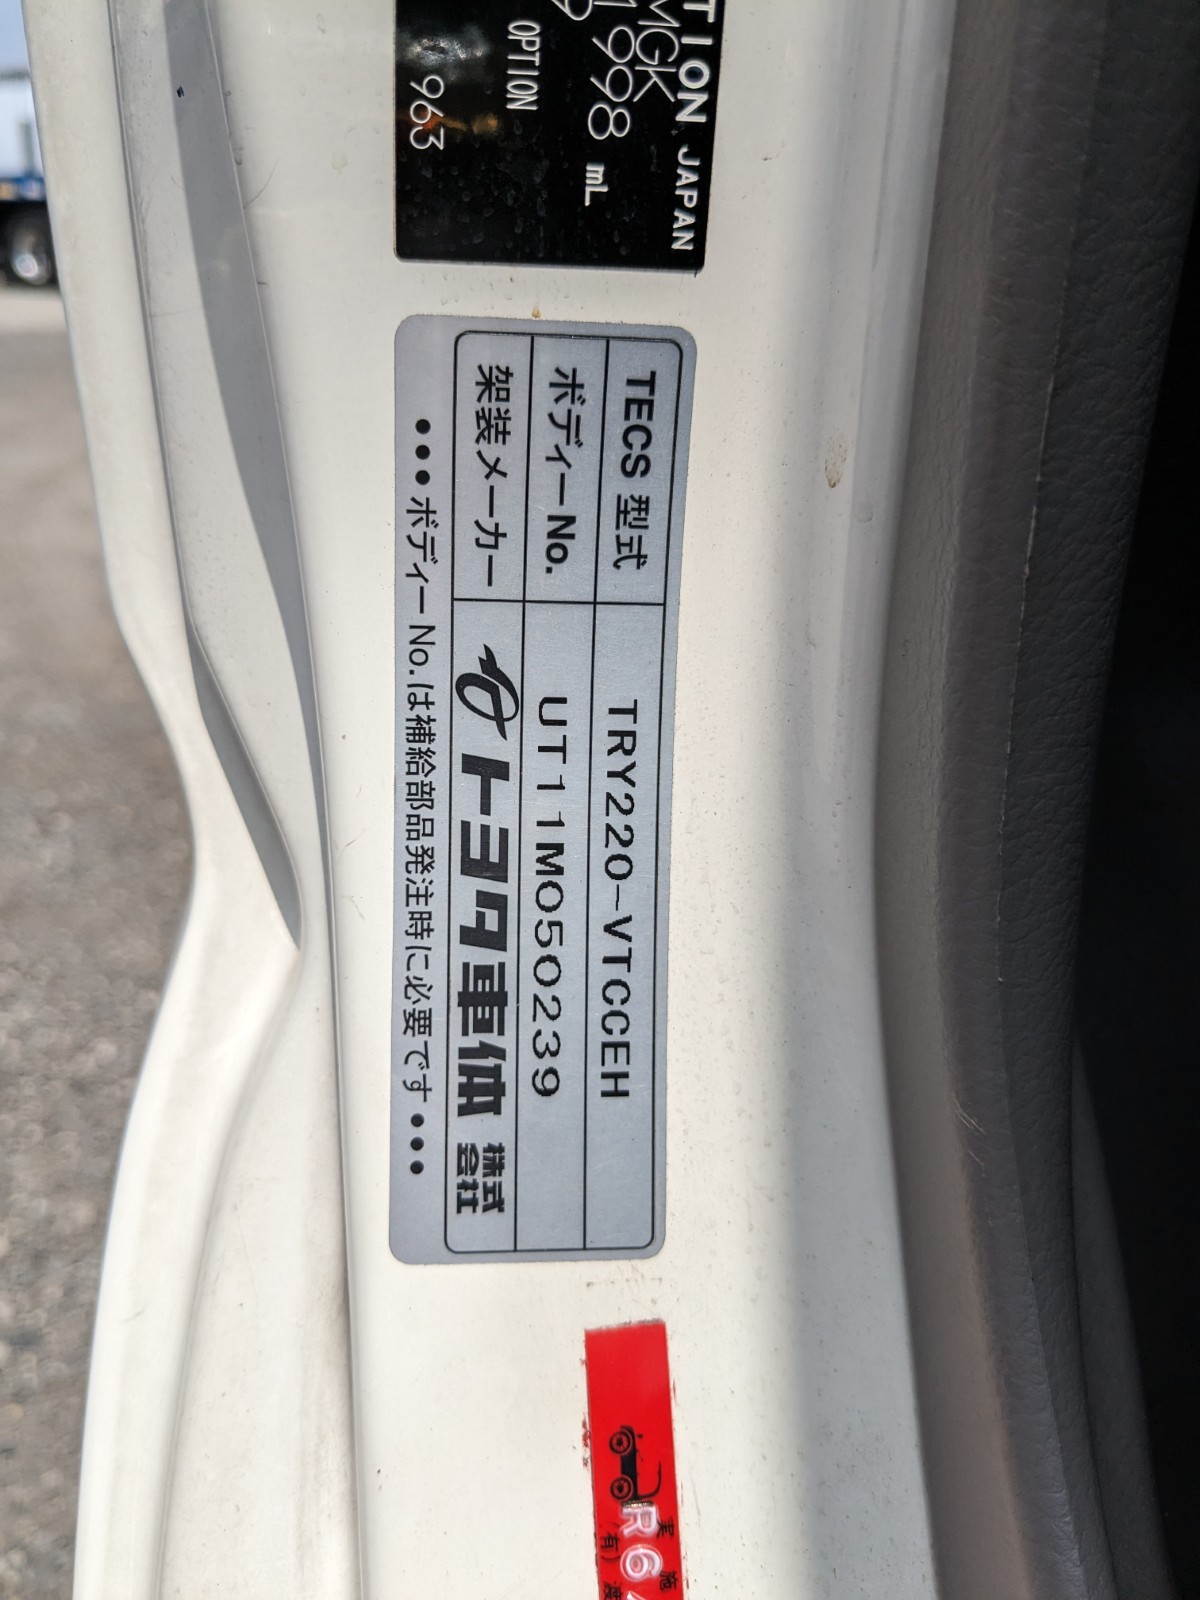 TION JAPAN
MGK
1998 mL
OPTION
963
TECS 型式 TRY220-VTCCEH
ボディーNo. UT11M050239
架装メーカー トヨタ車体 株式会社
•••ボディーNo.は補給部品発注時に必要です•••
R6
実施